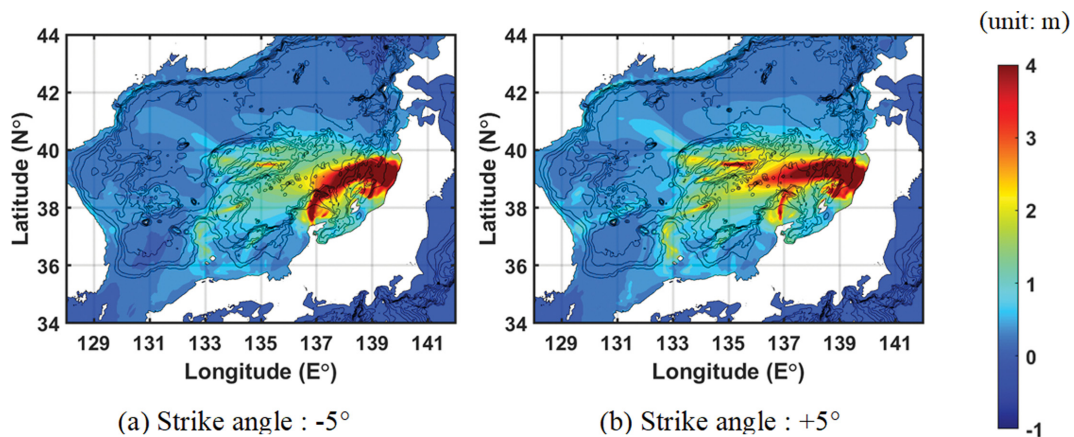 (unit: m)
44
42
40
38
36
34
Latitude (N°)
129 131 133 135 137 139 141
Longitude (E°)
(a) Strike angle : -5°
44
42
40
38
36
34
Latitude (N°)
129 131 133 135 137 139 141
Longitude (E°)
(b) Strike angle : +5°
4
3
2
1
0
-1